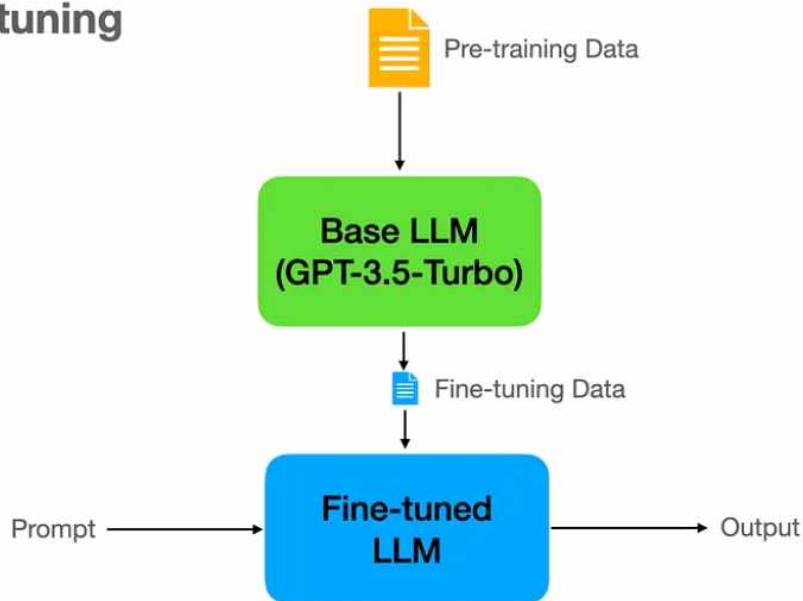 tuning
Pre-training Data
Base LLM
(GPT-3.5-Turbo)
Fine-tuning Data
Fine-tuned
LLM
Prompt
Output